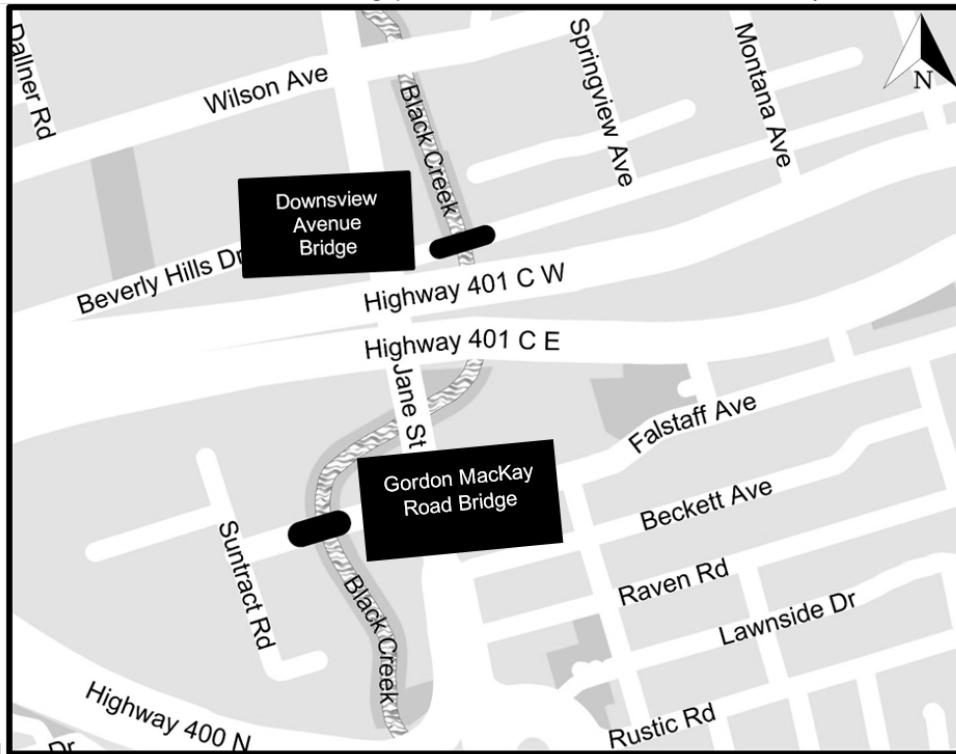 Dallner Rd
Wilson Ave
Black Creek
Springview Ave
Montana Ave
N
Downsview
Avenue
Bridge
Beverly Hills Dr
Highway 401 C W
Highway 401 C E
Jane St
Falstaff Ave
Gordon MacKay
Road Bridge
Beckett Ave
Suntract Rd
Black Creek
Raven Rd
Lawnside Dr
Highway 400 N
Rustic Rd
Dr